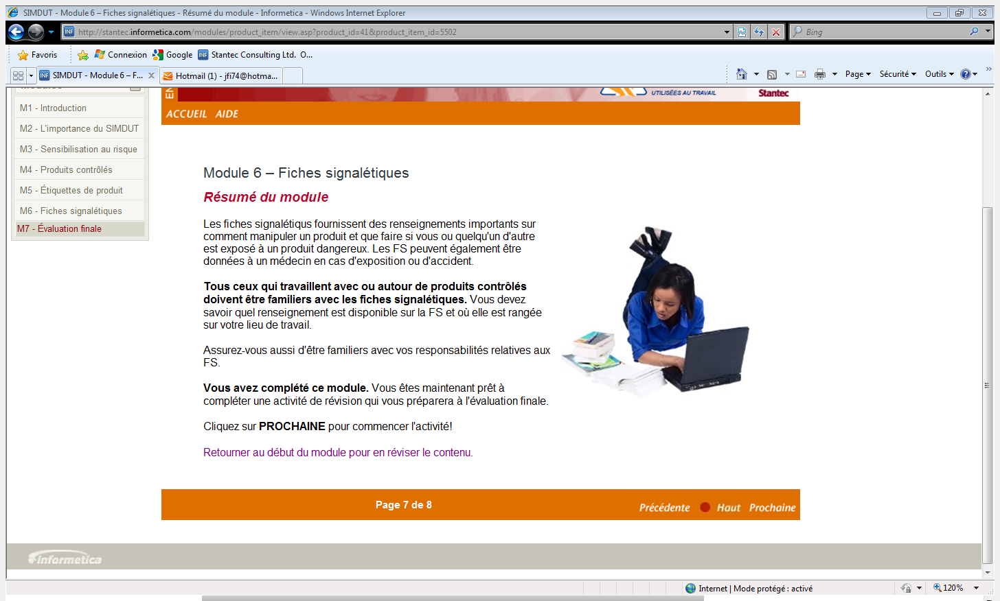 SIMDUT - Module 6 – Fiches signalétiques - Résumé du module - Informetica - Windows Internet Explorer
http://stantec.informetica.com/modules/product_item/view.asp?product_id=41&product_item_id=5502
Bing
Favoris
Connexion
Google
INF
Stantec Consulting Ltd. O...
INF
SIMDUT - Module 6 – F...
Hotmail (1) - jfi74@hotma...
Page
Sécurité
Outils
EN
UTILISÉES AU TRAVAIL
Stantec
ACCUEIL AIDE
M1 - Introduction
M2 - L'importance du SIMDUT
M3 - Sensibilisation au risque
M4 - Produits contrôlés
M5 - Étiquettes de produit
M6 - Fiches signalétiques
M7 - Évaluation finale
Module 6 – Fiches signalétiques
Résumé du module
Les fiches signalétiqus fournissent des renseignements importants sur
comment manipuler un produit et que faire si vous ou quelqu'un d'autre
est exposé à un produit dangereux. Les FS peuvent également être
données à un médecin en cas d'exposition ou d'accident.
Tous ceux qui travaillent avec ou autour de produits contrôlés
doivent être familiers avec les fiches signalétiques. Vous devez
savoir quel renseignement est disponible sur la FS et où elle est rangée
sur votre lieu de travail.
Assurez-vous aussi d'être familiers avec vos responsabilités relatives aux
FS.
Vous avez complété ce module. Vous êtes maintenant prêt à
compléter une activité de révision qui vous préparera à l'évaluation finale.
Cliquez sur PROCHAINE pour commencer l'activité!
Retourner au début du module pour en réviser le contenu.
Page 7 de 8
Précédente Haut Prochaine
informetica
Internet | Mode protégé : activé
120%